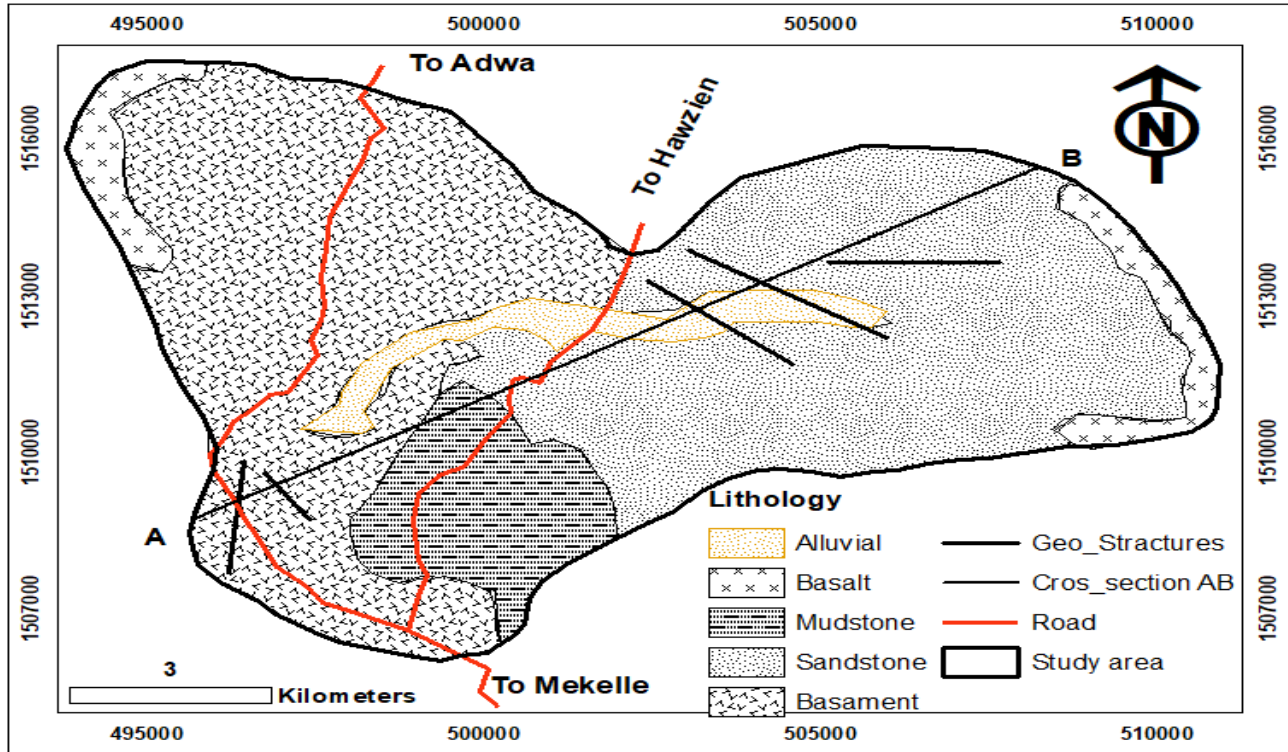 495000 500000 505000 510000
To Adwa
To Hawzien
N
B
1516000 1516000
1513000 1513000
1510000 1510000
A
1507000 1507000
Lithology
Alluvial
Basalt
Mudstone
Sandstone
Basament
Geo_Stractures
Cros_section AB
Road
Study area
3
Kilometers
To Mekelle
495000 500000 505000 510000